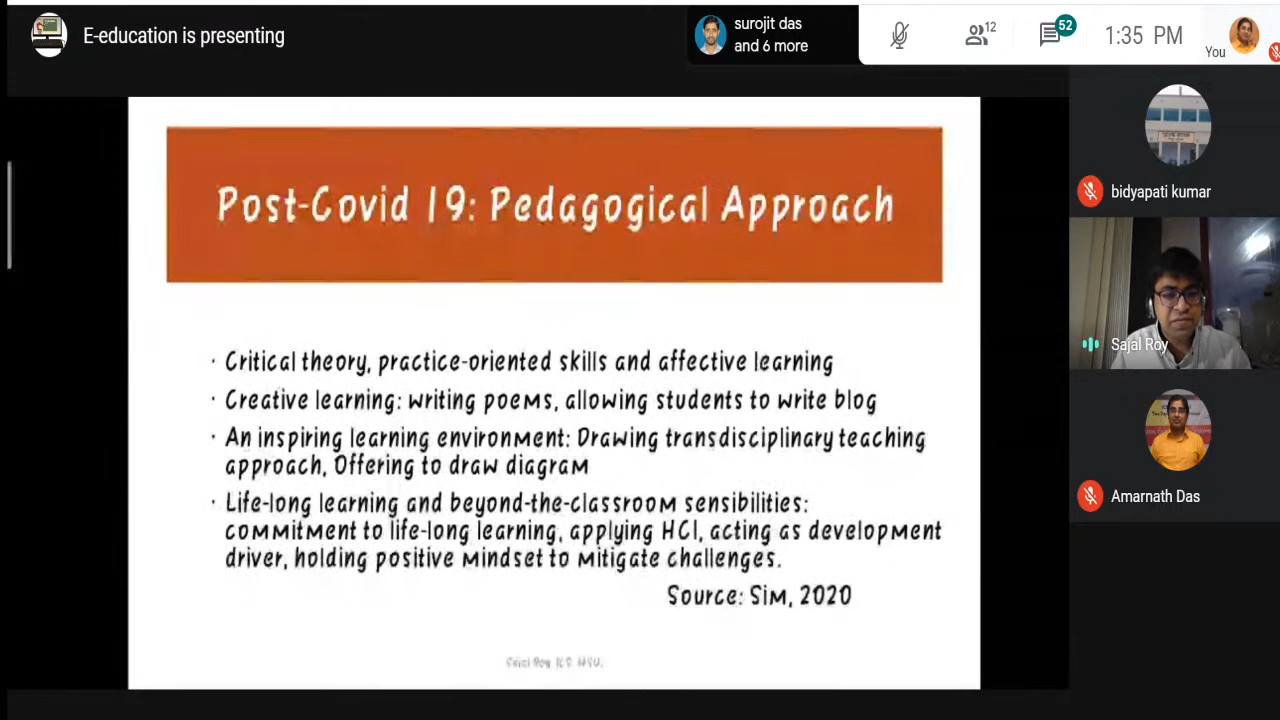 E-education is presenting
surojit das
and 6 more
12
52
1:35 PM
You
Post-Covid 19: Pedagogical Approach
· Critical theory, practice-oriented skills and affective learning
· Creative learning: writing poems, allowing students to write blog
· An inspiring learning environment: Drawing transdisciplinary teaching
approach, Offering to draw diagram
· Life-long learning and beyond-the-classroom sensibilities:
commitment to life-long learning, applying HCI, acting as development
driver, holding positive mindset to mitigate challenges.
Source: Sim, 2020
Roy
bidyapati kumar
Sajal Roy
Amarnath Das